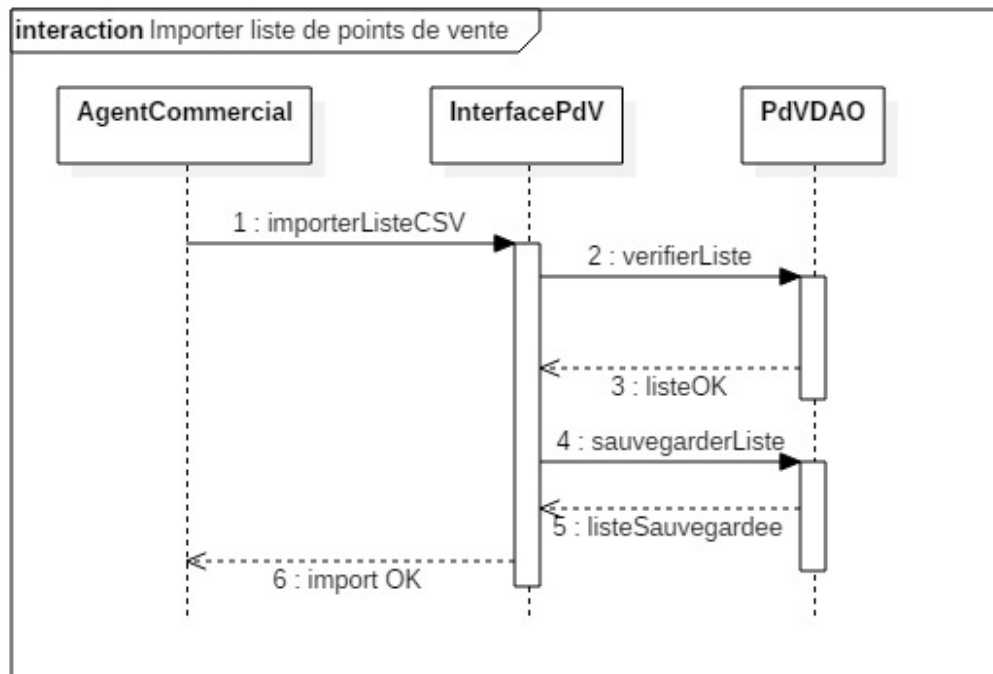 interaction Importer liste de points de vente
AgentCommercial
InterfacePdV
PdVDAO
1 : importerListeCSV
2 : verifierListe
3 : listeOK
4 : sauvegarderListe
5 : listeSauvegardee
6 : import OK